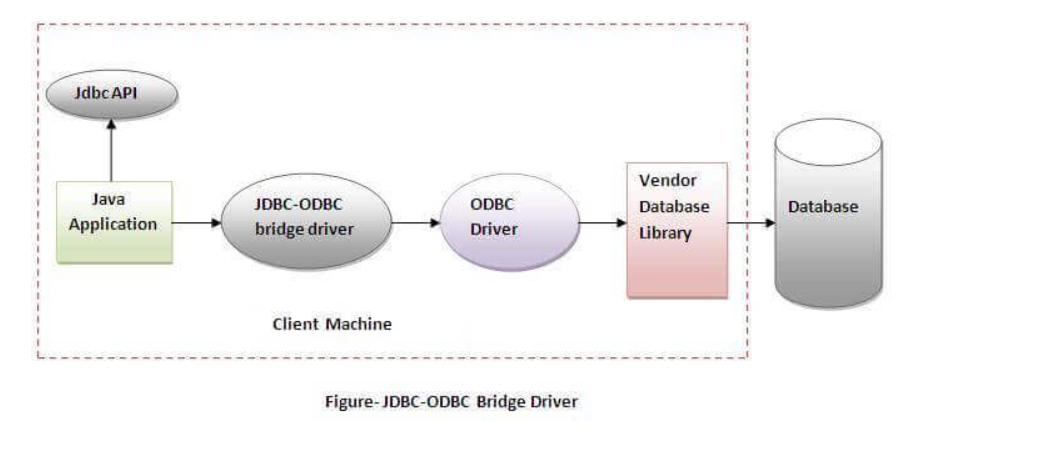 Jdbc API
Java
Application
JDBC-ODBC
bridge driver
ODBC
Driver
Vendor
Database
Library
Database
Client Machine
Figure- JDBC-ODBC Bridge Driver